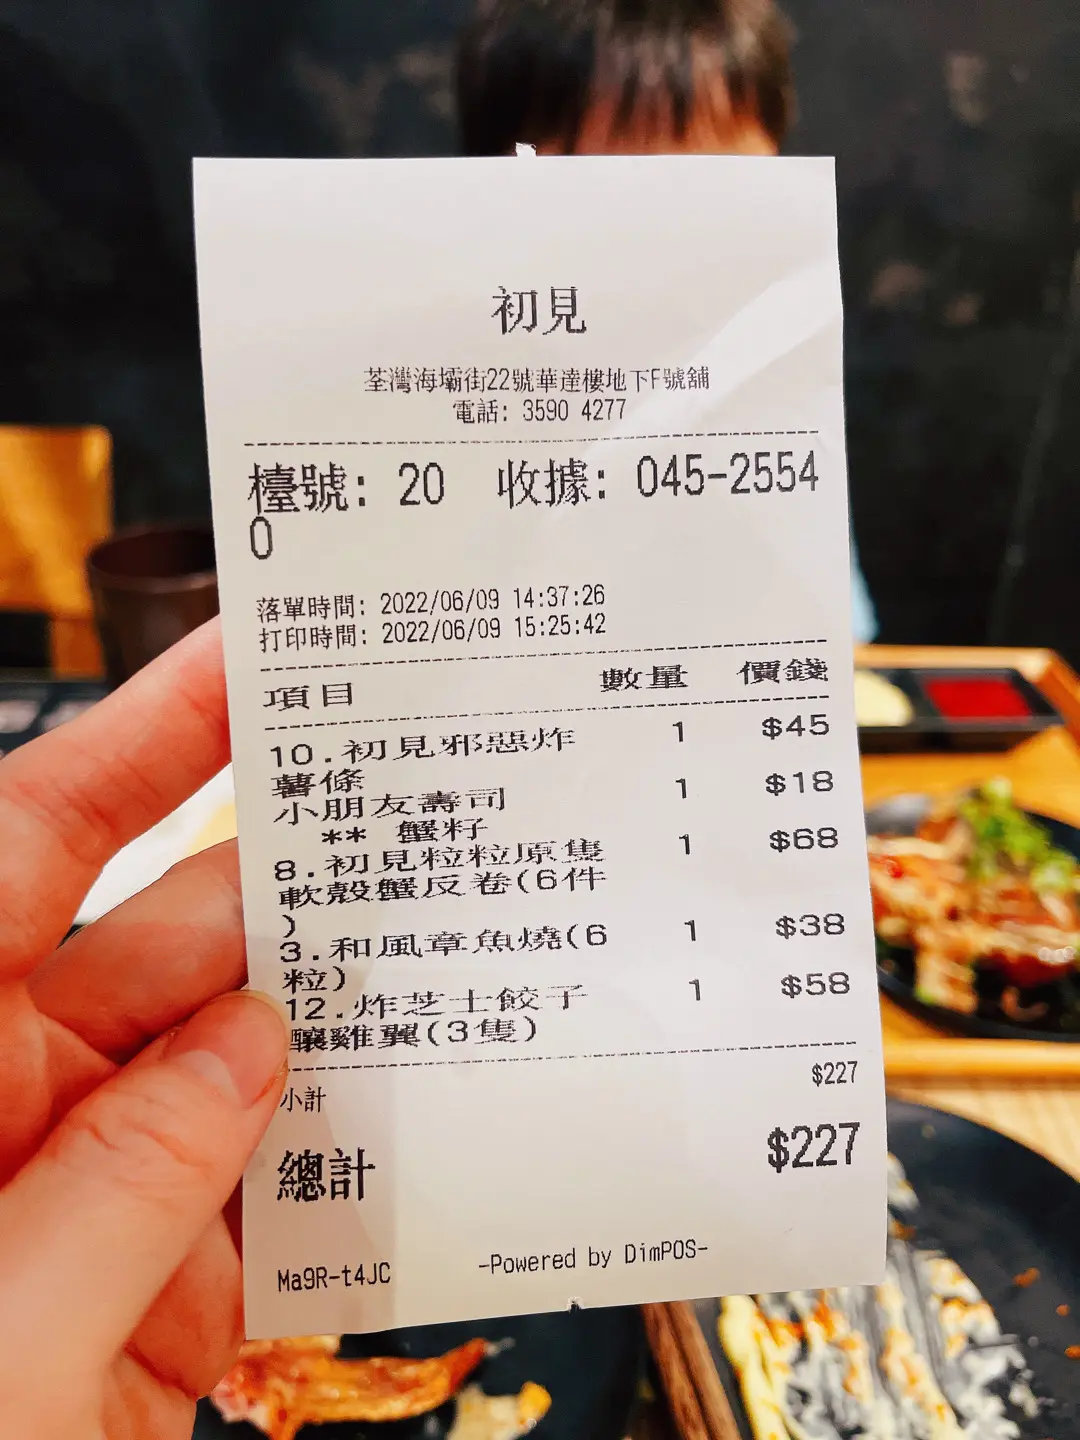 初見
荃灣海壩街22號華達樓地下F號舖
電話: 3590 4277
檯號: 20 收據: 045-2554
0
落單時間: 2022/06/09 14:37:26
打印時間: 2022/06/09 15:25:42
項目 數量 價錢
10.初見邪惡炸 1 $45
薯條
小朋友壽司 1 $18
** 蟹籽
8.初見粒粒原隻 1 $68
軟殼蟹反卷(6件
)
3.和風章魚燒(6 1 $38
粒)
12.炸芝士餃子 1 $58
釀雞翼(3隻)
小計 $227
總計 $227
Ma9R-t4JC -Powered by DimPOS-